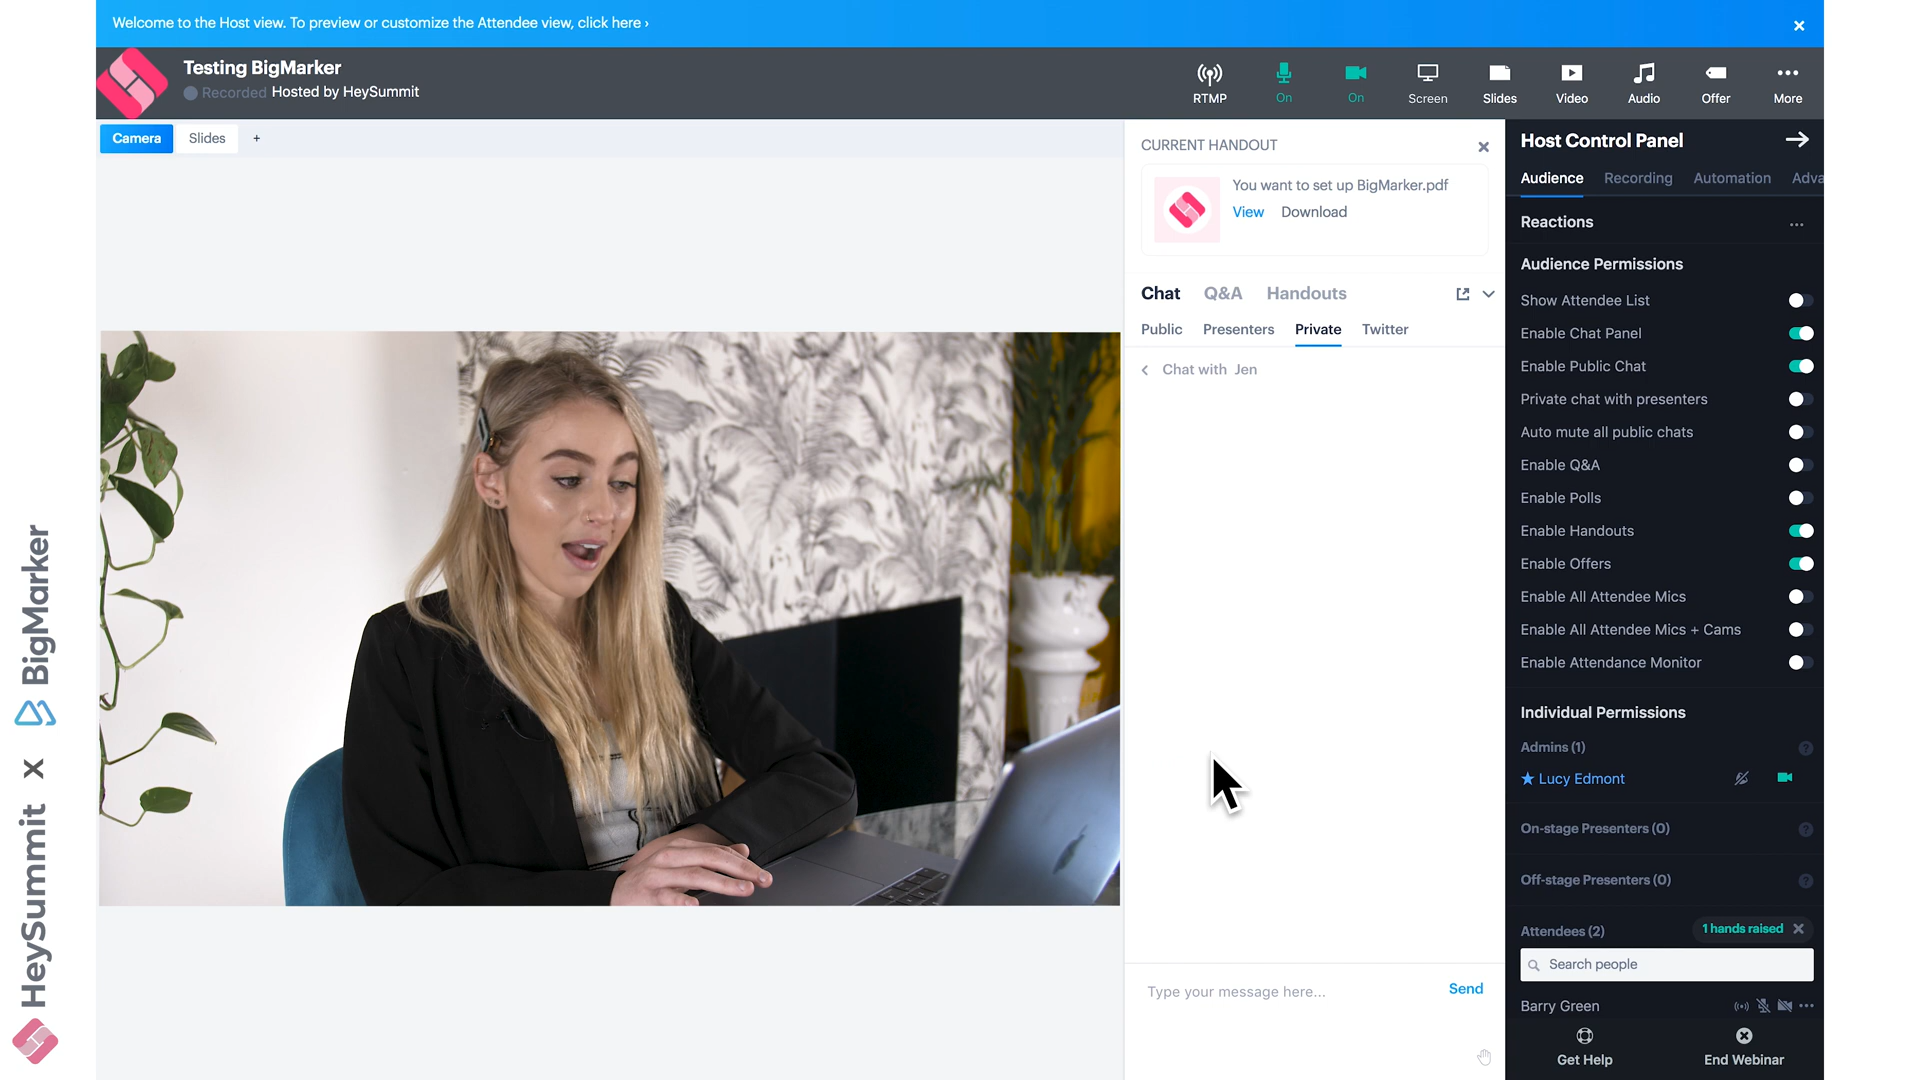 Welcome to the Host view. To preview or customize the Attendee view, click here ›
Testing BigMarker
Recorded Hosted by HeySummit
RTMP
On
On
Screen
Slides
Video
Audio
Offer
More
Camera
Slides
+
CURRENT HANDOUT
You want to set up BigMarker.pdf
View Download
Chat Q&A Handouts
Public Presenters Private Twitter
Chat with Jen
Type your message here...
Send
Host Control Panel
Audience Recording Automation Adva
Reactions
Audience Permissions
Show Attendee List
Enable Chat Panel
Enable Public Chat
Private chat with presenters
Auto mute all public chats
Enable Q&A
Enable Polls
Enable Handouts
Enable Offers
Enable All Attendee Mics
Enable All Attendee Mics + Cams
Enable Attendance Monitor
Individual Permissions
Admins (1)
Lucy Edmont
On-stage Presenters (0)
Off-stage Presenters (0)
Attendees (2)
1 hands raised
Search people
Barry Green
Get Help
End Webinar
HeySummit X BigMarker